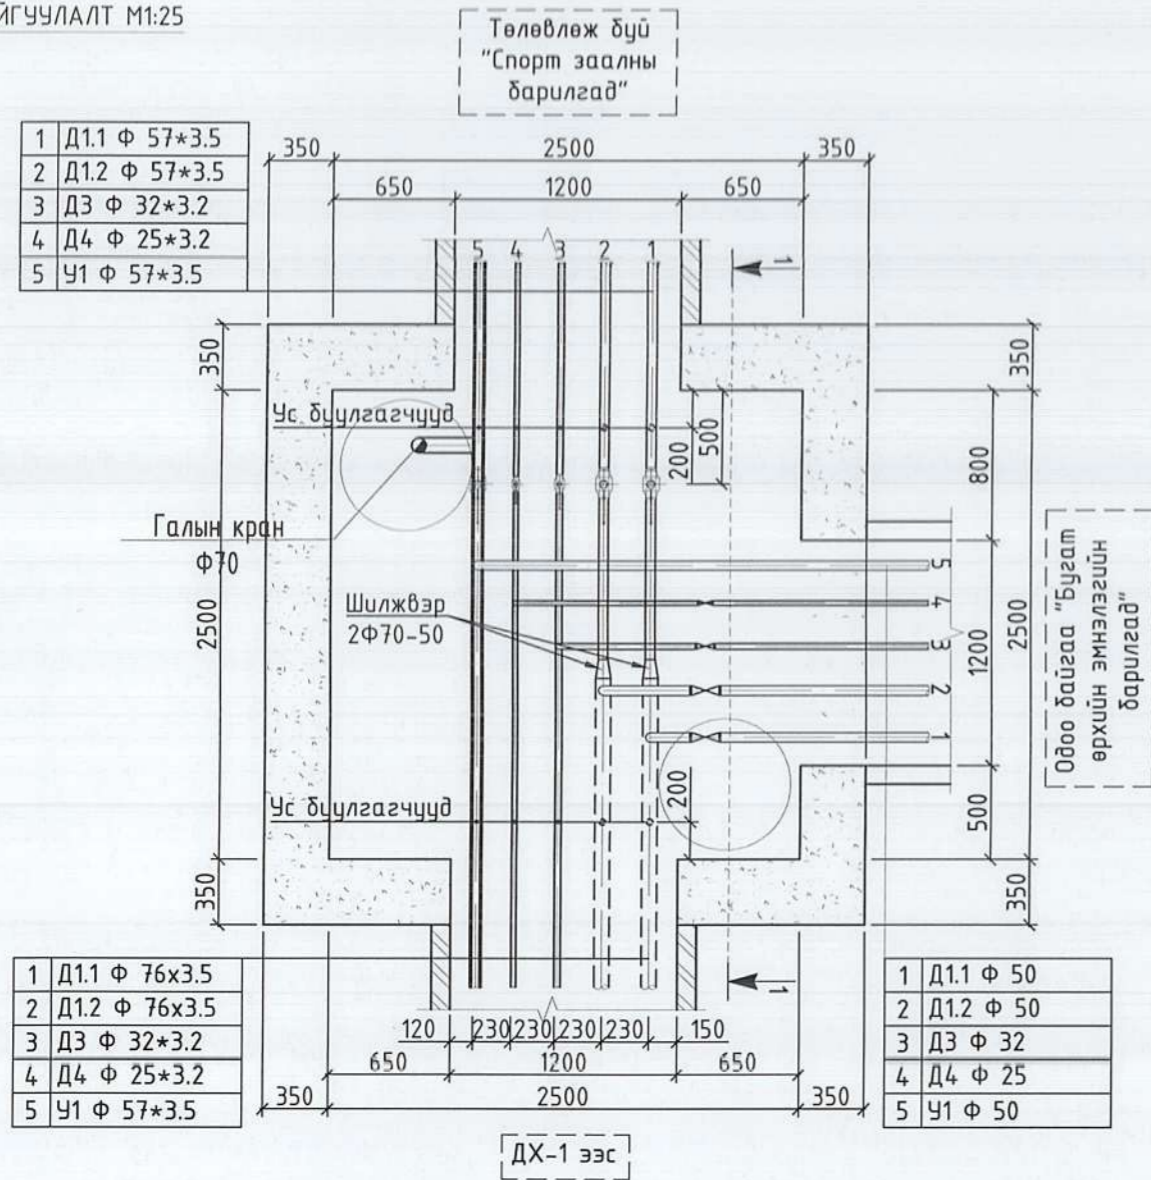 ЙГУУЛАЛТ М1:25
Төлөвлөж буй
"Спорт заалны
барилгад"
1 Д1.1 Ф 57*3.5
2 Д1.2 Ф 57*3.5
3 Д3 Ф 32*3.2
4 Д4 Ф 25*3.2
5 У1 Ф 57*3.5
350 2500 350
650 1200 650
5 4 3 2 1
1
350
350
Ус буулгагчууд
200
500
800
Галын кран
Ф70
Шилжвэр
2Ф70-50
2500
5
4
3
2
1
1200
2500
Одоо байгаа "Бугат
өрхийн эмнэлэгийн
барилгад"
Ус буулгагчууд
200
500
350
350
1 Д1.1 Ф 76х3.5
2 Д1.2 Ф 76х3.5
3 Д3 Ф 32*3.2
4 Д4 Ф 25*3.2
5 У1 Ф 57*3.5
1
120 230 230 230 230 150
650 1200 650
350 2500 350
1 Д1.1 Ф 50
2 Д1.2 Ф 50
3 Д3 Ф 32
4 Д4 Ф 25
5 У1 Ф 50
ДХ-1 ээс